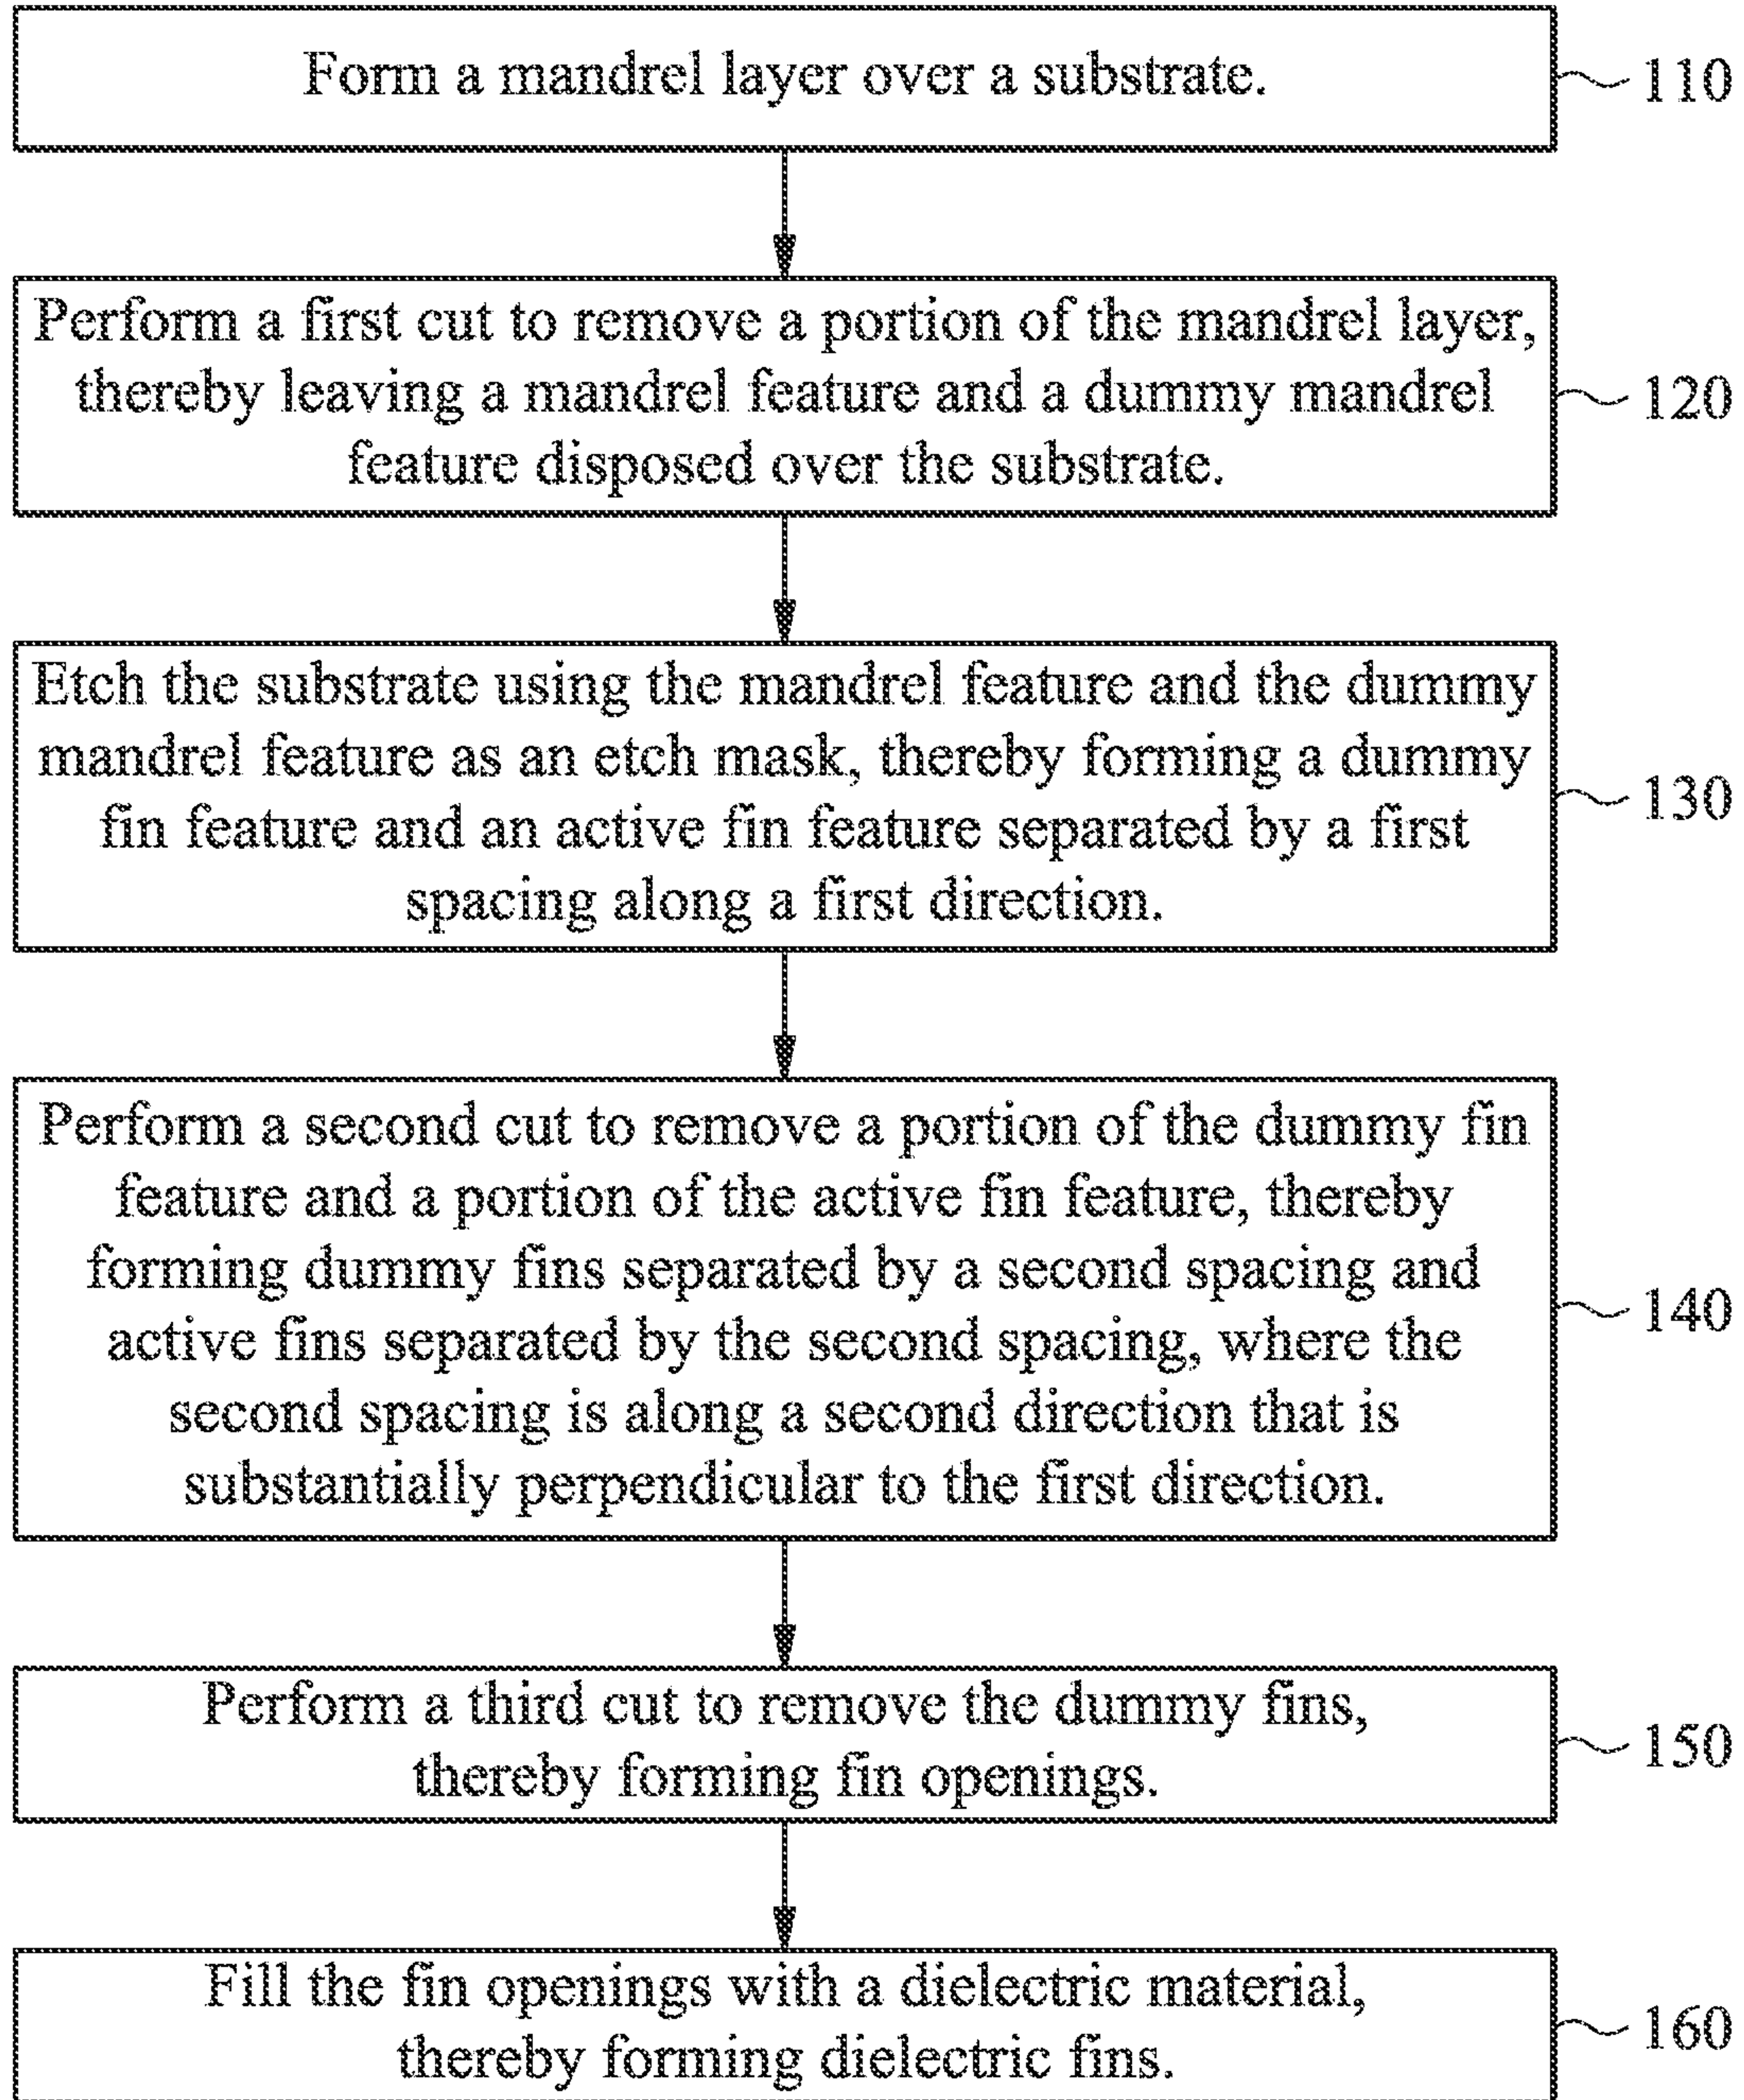 Form a mandrel layer over a substrate.
110
Perform a first cut to remove a portion of the mandrel layer,
thereby leaving a mandrel feature and a dummy mandrel
feature disposed over the substrate.
120
Etch the substrate using the mandrel feature and the dummy
mandrel feature as an etch mask, thereby forming a dummy
fin feature and an active fin feature separated by a first
spacing along a first direction.
130
Perform a second cut to remove a portion of the dummy fin
feature and a portion of the active fin feature, thereby
forming dummy fins separated by a second spacing and
active fins separated by the second spacing, where the
second spacing is along a second direction that is
substantially perpendicular to the first direction.
140
Perform a third cut to remove the dummy fins,
thereby forming fin openings.
150
Fill the fin openings with a dielectric material,
thereby forming dielectric fins.
160